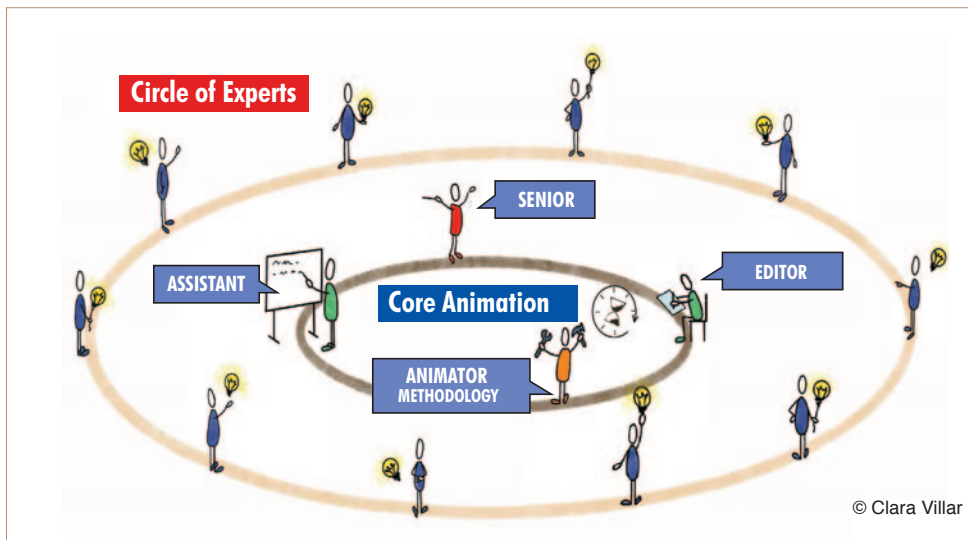 Circle of Experts
SENIOR
ASSISTANT
EDITOR
Core Animation
ANIMATOR
METHODOLOGY
© Clara Villar